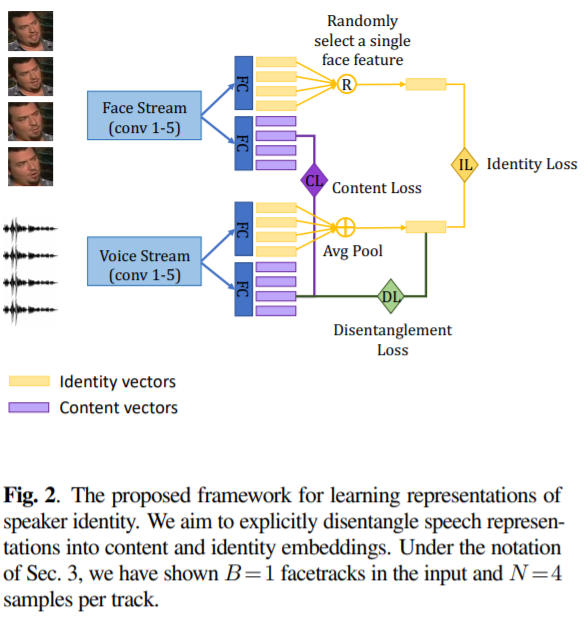 Randomly
select a single
face feature
FC
R
Face Stream
(conv 1-5)
FC
IL
Identity Loss
CL
Content Loss
FC
Voice Stream
(conv 1-5)
Avg Pool
FC
DL
Disentanglement
Loss
Identity vectors
Content vectors
Fig. 2. The proposed framework for learning representations of
speaker identity. We aim to explicitly disentangle speech represen-
tations into content and identity embeddings. Under the notation
of Sec. 3, we have shown B=1 facetracks in the input and N=4
samples per track.